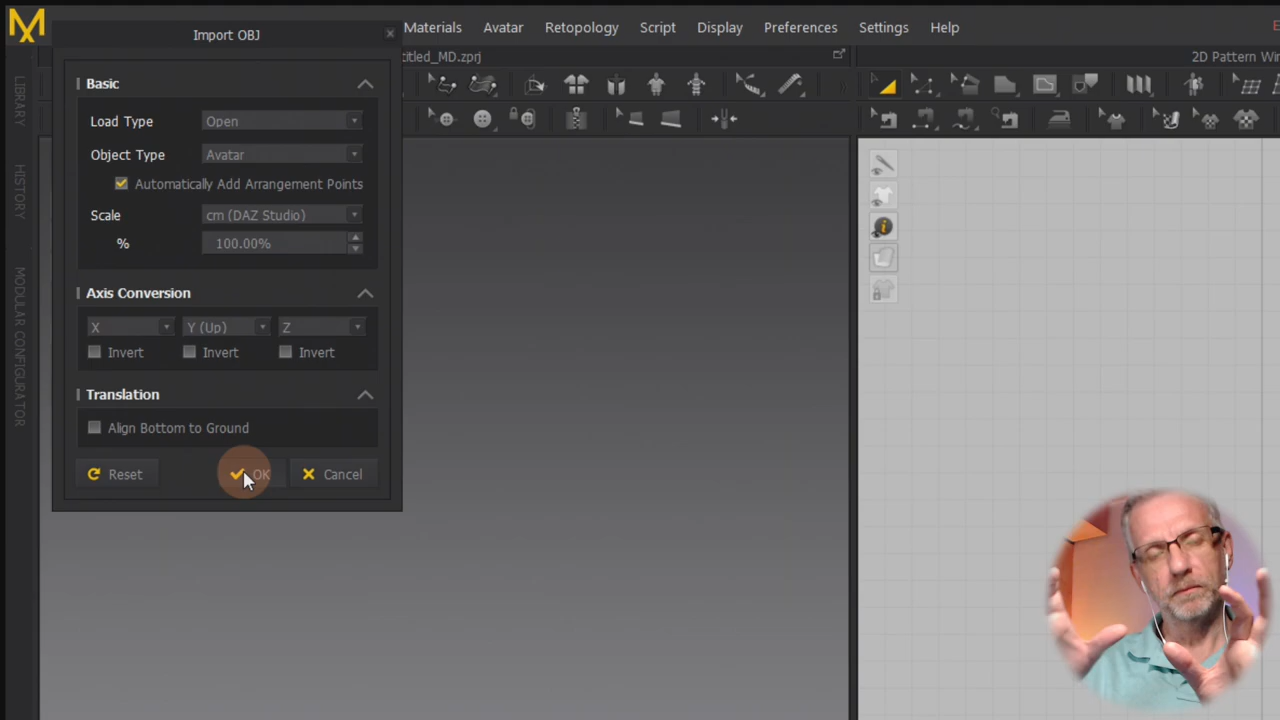 Import OBJ
Materials
Avatar
Retopology
Script
Display
Preferences
Settings
Help
titled_MD.zprj
2D Pattern Wi
LIBRARY
HISTORY
MODULAR CONFIGURATOR
Basic
Load Type
Open
Object Type
Avatar
Automatically Add Arrangement Points
Scale
cm (DAZ Studio)
%
100.00%
Axis Conversion
X
Y (Up)
Z
Invert
Invert
Invert
Translation
Align Bottom to Ground
Reset
OK
Cancel